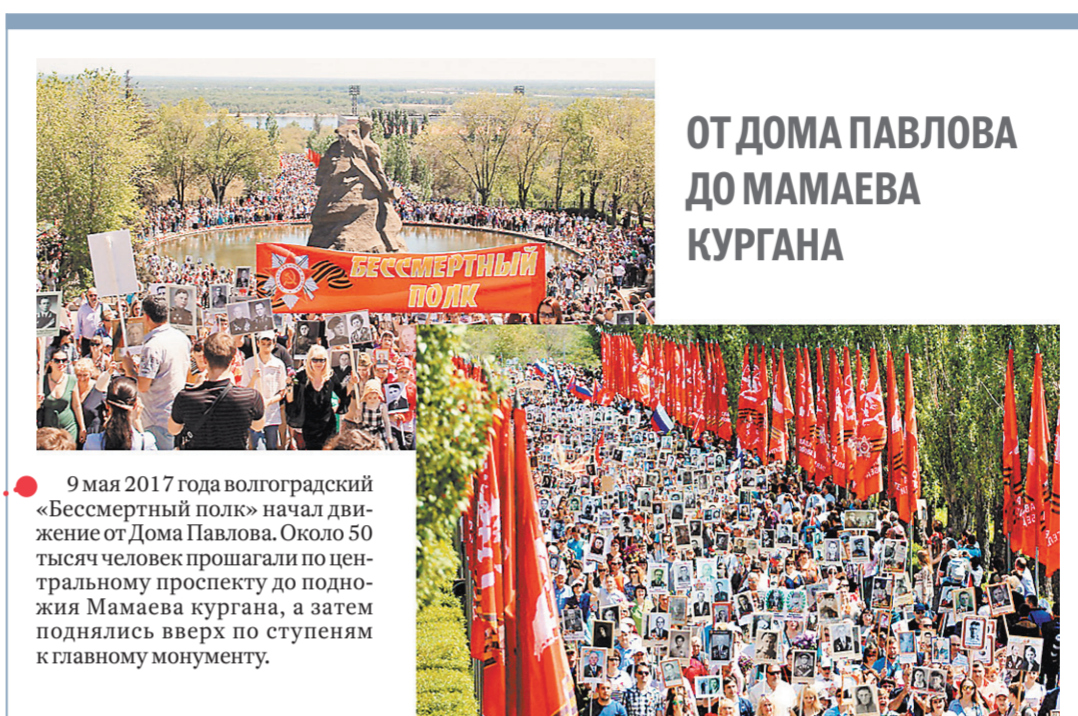 ОТ ДОМА ПАВЛОВА
ДО МАМАЕВА
КУРГАНА
БЕССМЕРТНЫЙ
ПОЛК
9 мая 2017 года волгоградский
«Бессмертный полк» начал дви-
жение от Дома Павлова. Около 50
тысяч человек прошагали по цен-
тральному проспекту до подно-
жия Мамаева кургана, а затем
поднялись вверх по ступеням
к главному монументу.